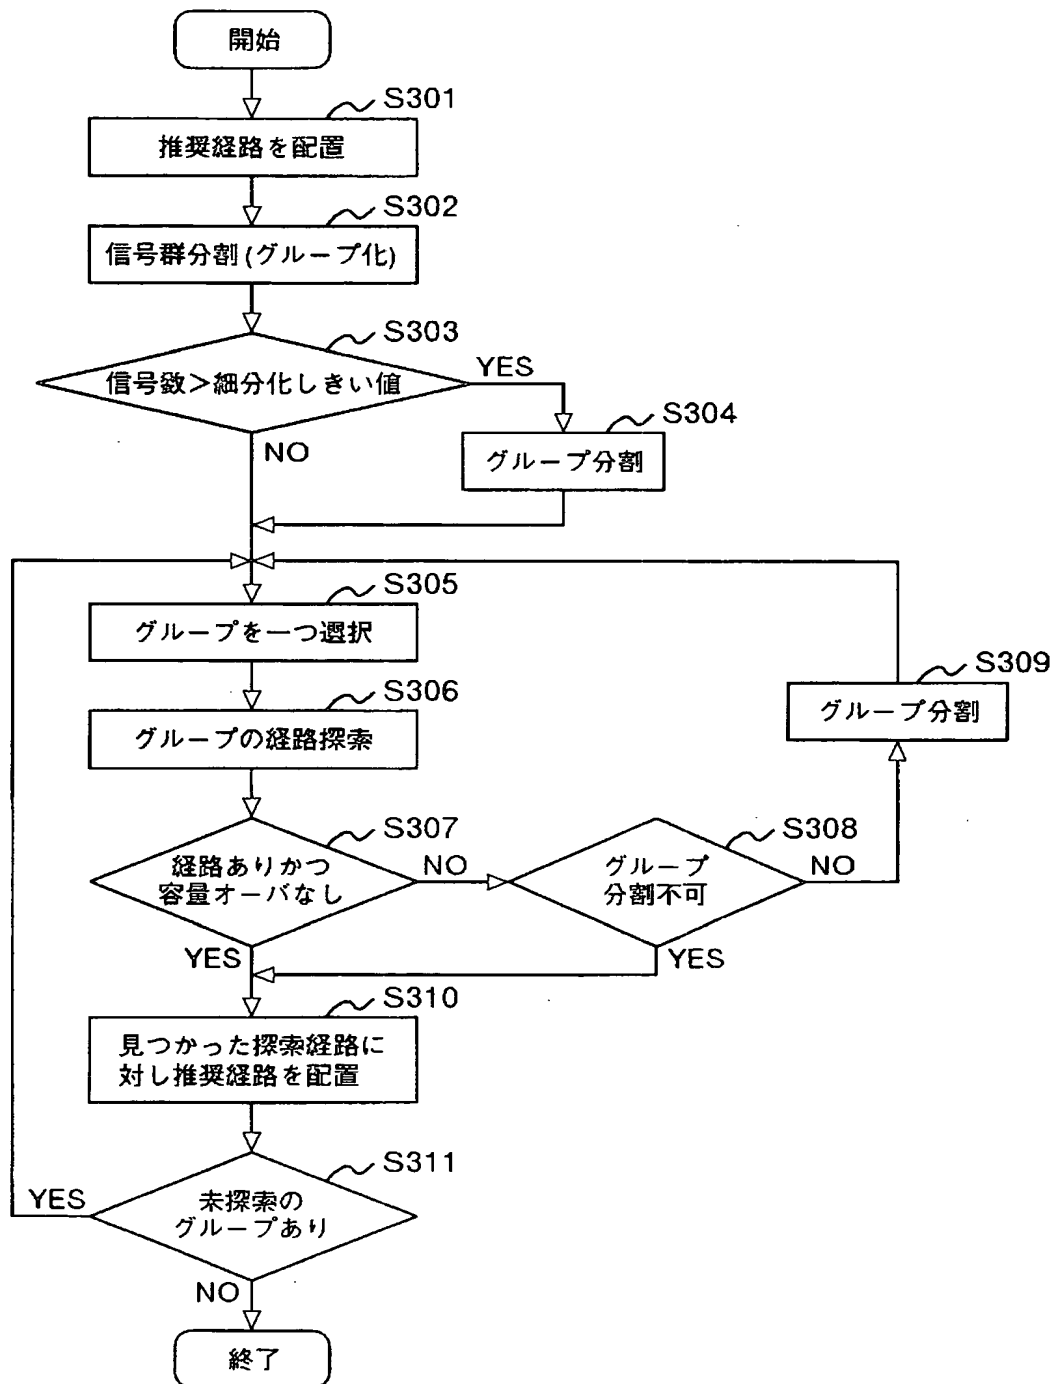 開始
S301
推奨経路を配置
S302
信号群分割(グループ化)
S303
信号数>細分化しきい値
YES
NO
S304
グループ分割
S305
グループを一つ選択
S306
グループの経路探索
S307
経路ありかつ
容量オーバなし
NO
YES
S308
グループ
分割不可
NO
YES
S309
グループ分割
S310
見つかった探索経路に
対し推奨経路を配置
S311
未探索の
グループあり
YES
NO
終了